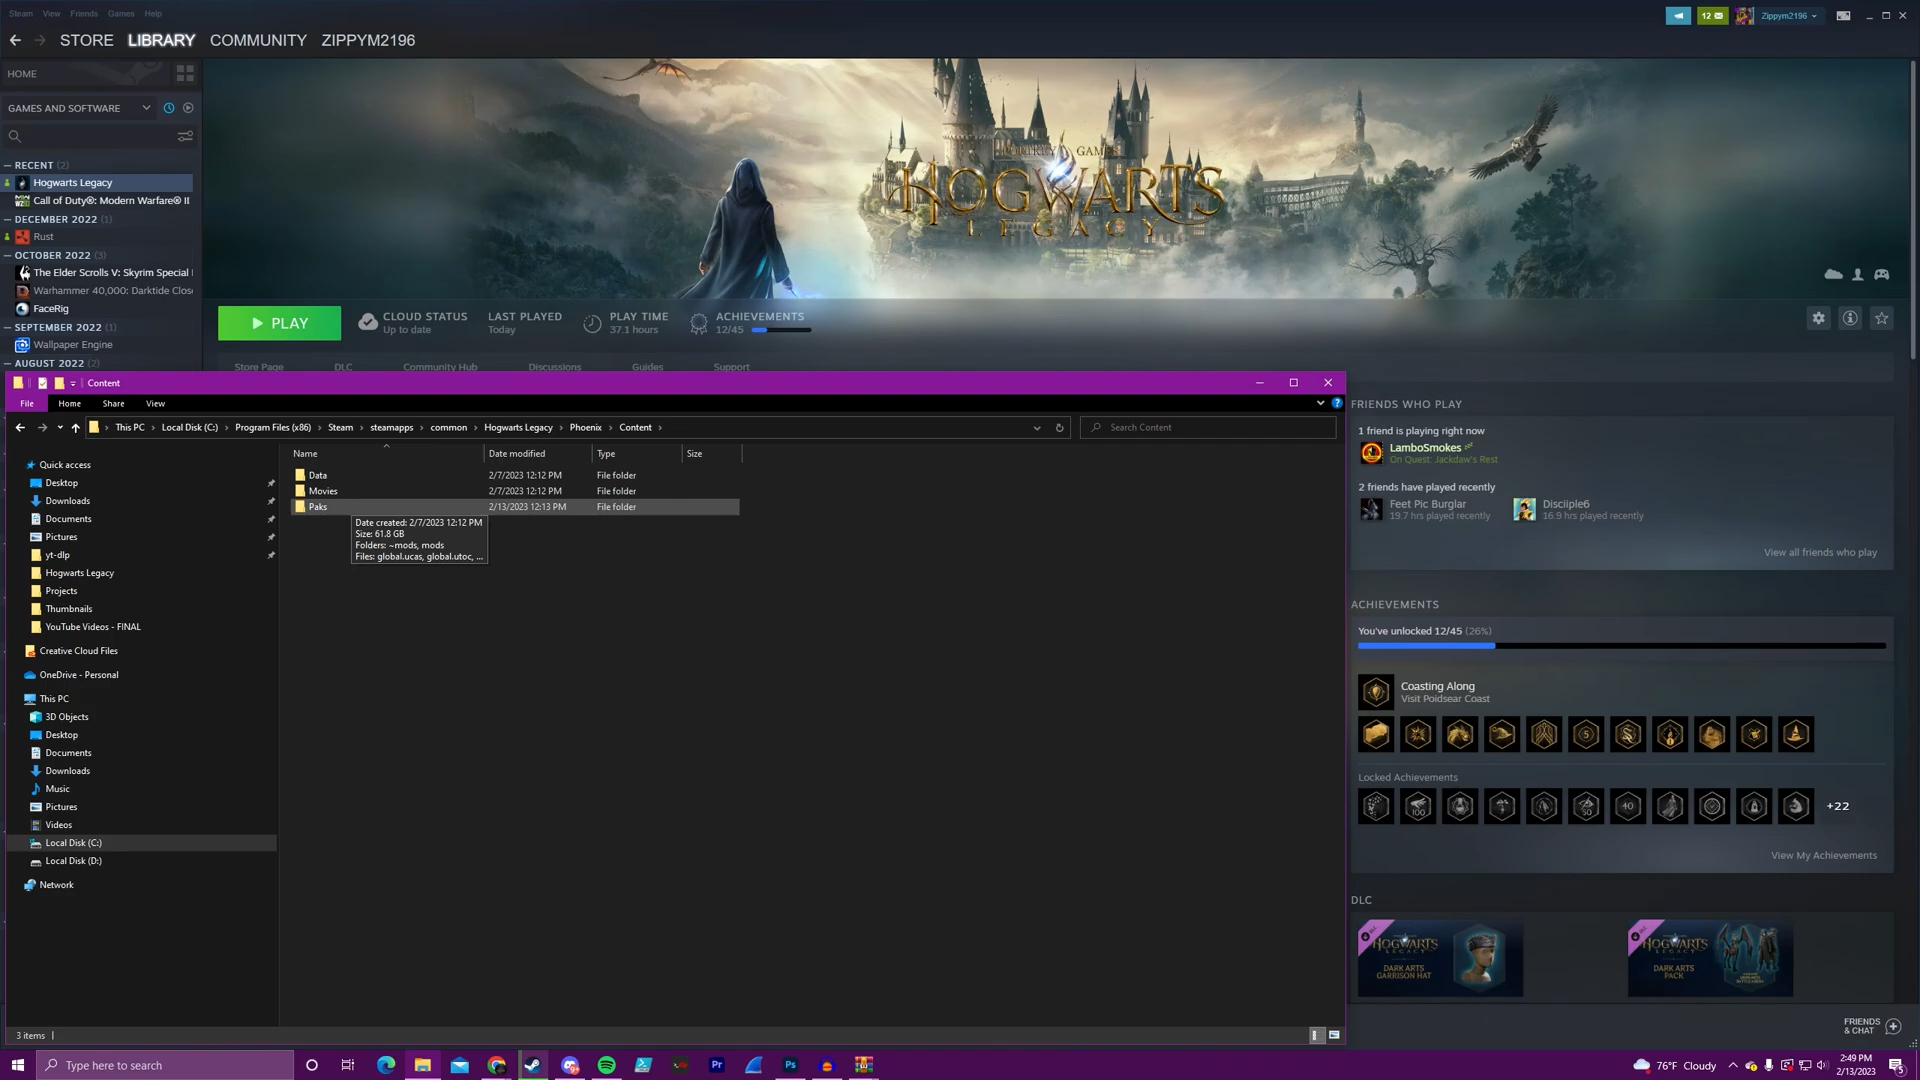 Steam View Friends Games Help
12
Zippym2196
STORE LIBRARY COMMUNITY ZIPPYM2196
HOME
GAMES AND SOFTWARE
RECENT (2)
Hogwarts Legacy
Call of Duty®: Modern Warfare® II
DECEMBER 2022 (1)
Rust
OCTOBER 2022 (3)
The Elder Scrolls V: Skyrim Special
Warhammer 40,000: Darktide Close
FaceRig
SEPTEMBER 2022 (1)
Wallpaper Engine
AUGUST 2022 (2)
GAMES
HOGWARTS
LEGACY
PLAY
CLOUD STATUS
Up to date
LAST PLAYED
Today
PLAY TIME
37.1 hours
ACHIEVEMENTS
12/45
Store Page DLC Community Hub Discussions Guides Support
Content
File Home Share View
This PC Local Disk (C:) Program Files (x86) Steam steamapps common Hogwarts Legacy Phoenix Content
Search Content
Name Date modified Type Size
Data 2/7/2023 12:12 PM File folder
Movies 2/7/2023 12:12 PM File folder
Paks 2/13/2023 12:13 PM File folder
Date created: 2/7/2023 12:12 PM
Size: 61.8 GB
Folders: ~mods, mods
Files: global.ucas, global.utoc, ...
Quick access
Desktop
Downloads
Documents
Pictures
yt-dlp
Hogwarts Legacy
Projects
Thumbnails
YouTube Videos - FINAL
Creative Cloud Files
OneDrive - Personal
This PC
3D Objects
Desktop
Documents
Downloads
Music
Pictures
Videos
Local Disk (C:)
Local Disk (D:)
Network
3 items
FRIENDS WHO PLAY
1 friend is playing right now
LamboSmokes
On Quest: Jackdaw's Rest
2 friends have played recently
Feet Pic Burglar
19.7 hrs played recently
Disciiple6
16.9 hrs played recently
View all friends who play
ACHIEVEMENTS
You've unlocked 12/45 (26%)
Coasting Along
Visit Poidsear Coast
5
Locked Achievements
100
50
40
+22
View My Achievements
DLC
HOGWARTS
LEGACY
DARK ARTS
GARRISON HAT
HOGWARTS
LEGACY
DARK ARTS
PACK
FRIENDS
& CHAT
Type here to search
Pr
Ps
76°F Cloudy
2:49 PM
2/13/2023
5